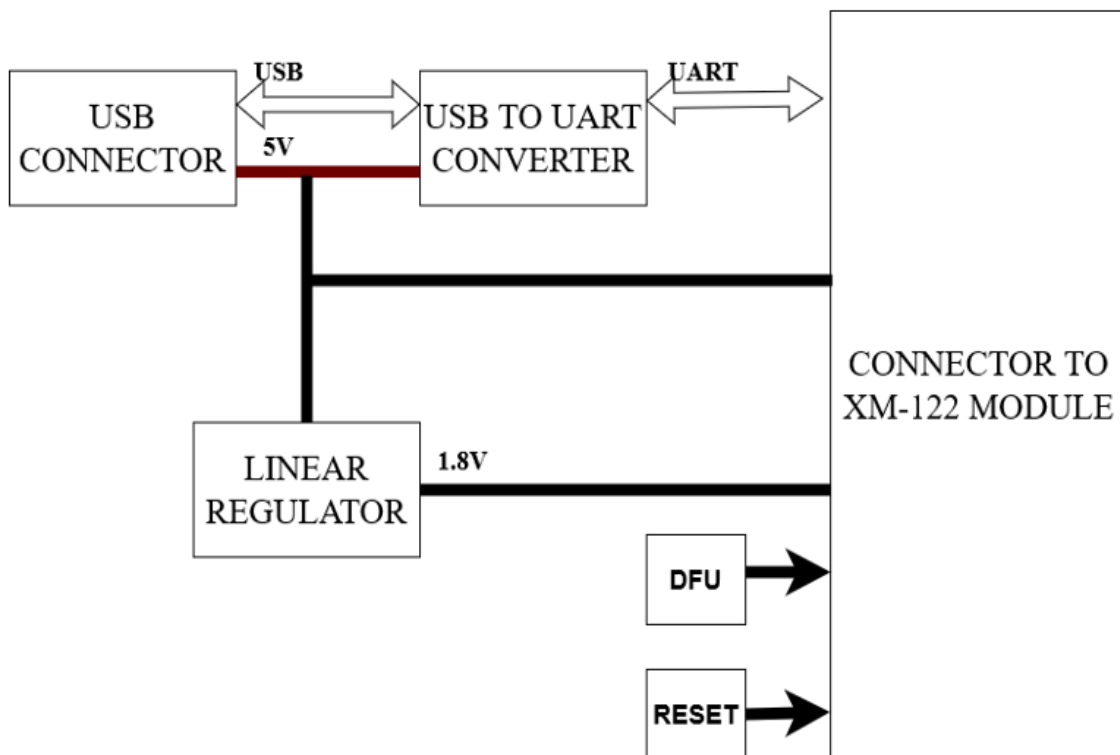 USB
CONNECTOR
USB
5V
USB TO UART
CONVERTER
UART
CONNECTOR TO
XM-122 MODULE
LINEAR
REGULATOR
1.8V
DFU
RESET